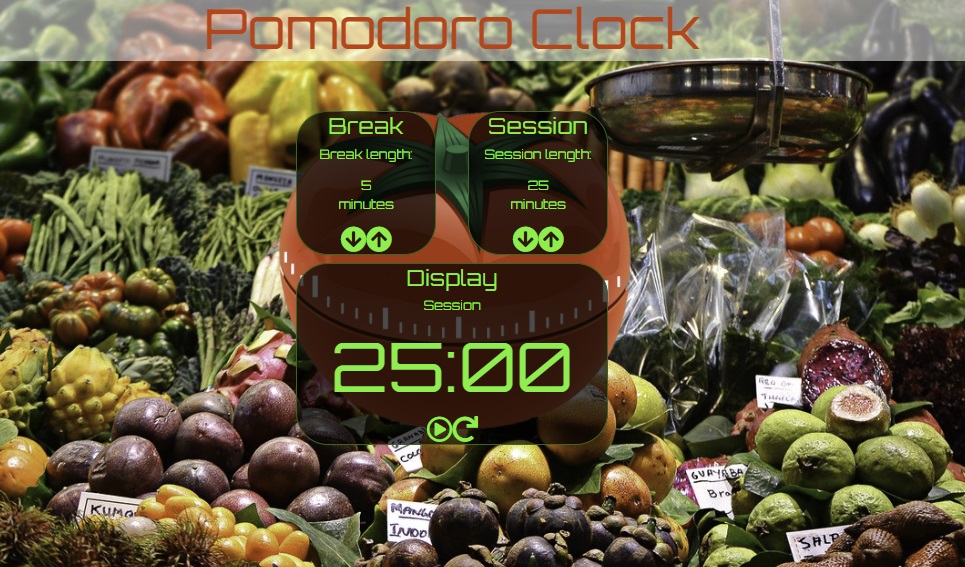 Pomodoro Clock
Break
Break length:
5
minutes
Session
Session length:
25
minutes
Display
Session
25:00
KUMQ
MANGO
INDO
GUAYABA
Bra
SALP